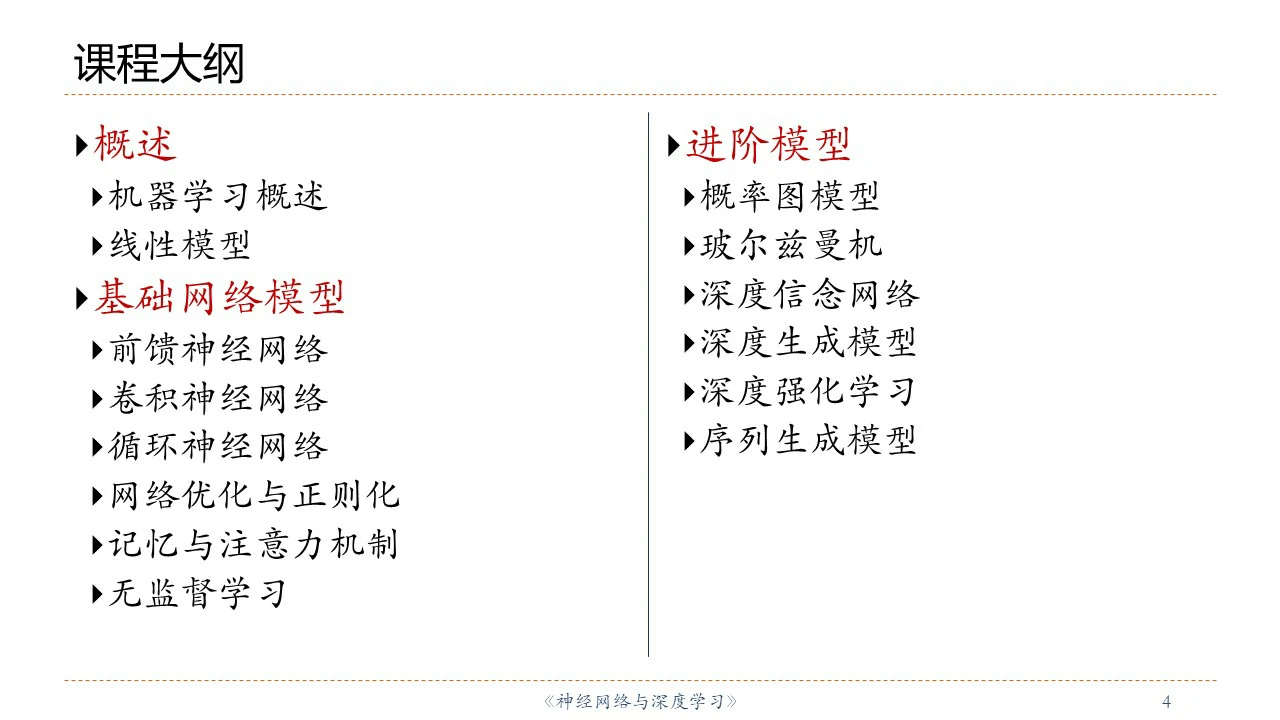 课程大纲
概述
机器学习概述
线性模型
基础网络模型
前馈神经网络
卷积神经网络
循环神经网络
网络优化与正则化
记忆与注意力机制
无监督学习
进阶模型
概率图模型
玻尔兹曼机
深度信念网络
深度生成模型
深度强化学习
序列生成模型
《神经网络与深度学习》
4